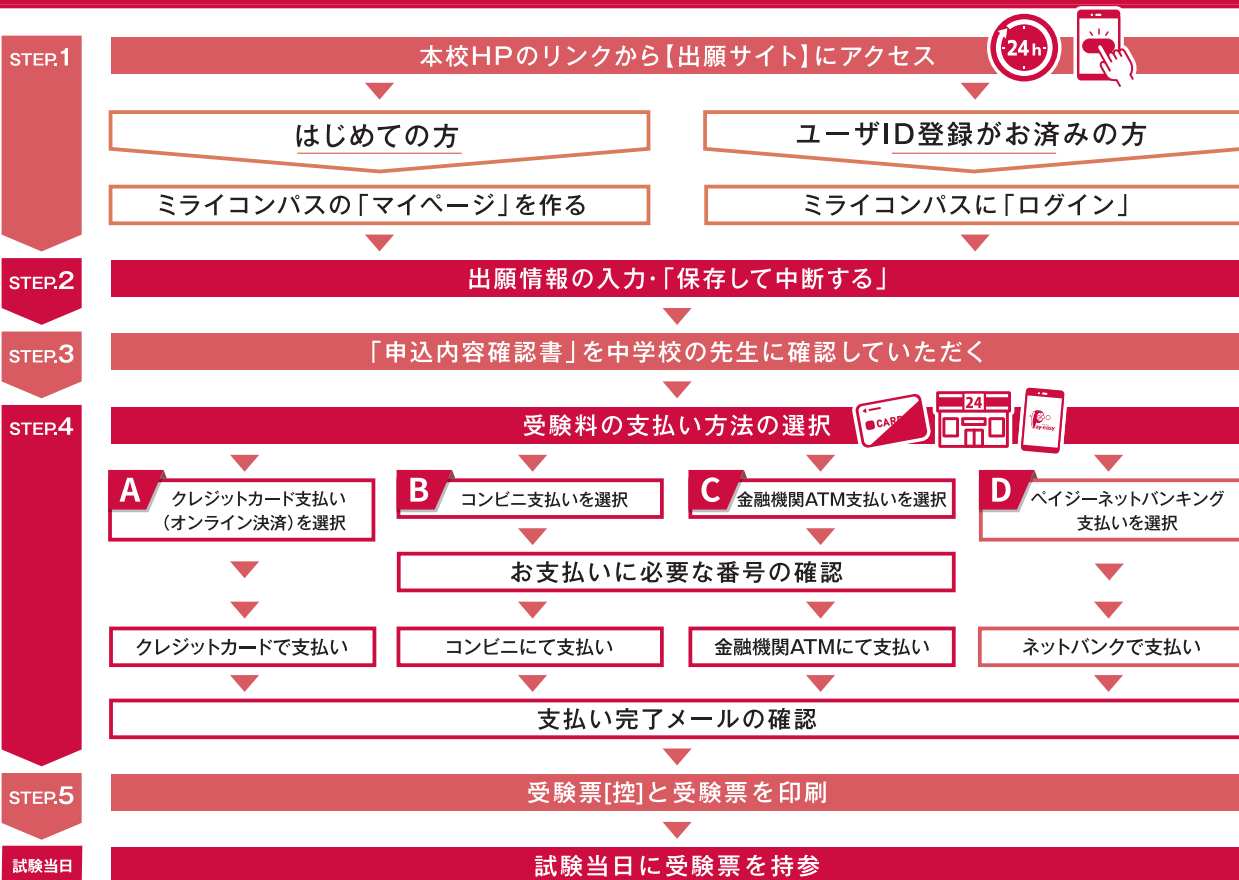 STEP.1
本校HPのリンクから【出願サイト】にアクセス
24h
はじめての方
ユーザID登録がお済みの方
ミライコンパスの「マイページ」を作る
ミライコンパスに「ログイン」
STEP.2
出願情報の入力・「保存して中断する」
STEP.3
「申込内容確認書」を中学校の先生に確認していただく
STEP.4
受験料の支払い方法の選択
CARD
24
Pay-easy
A
クレジットカード支払い
（オンライン決済）を選択
B
コンビニ支払いを選択
C
金融機関ATM支払いを選択
D
ペイジーネットバンキング
支払いを選択
お支払いに必要な番号の確認
クレジットカードで支払い
コンビニにて支払い
金融機関ATMにて支払い
ネットバンクで支払い
支払い完了メールの確認
STEP.5
受験票[控]と受験票を印刷
試験当日
試験当日に受験票を持参